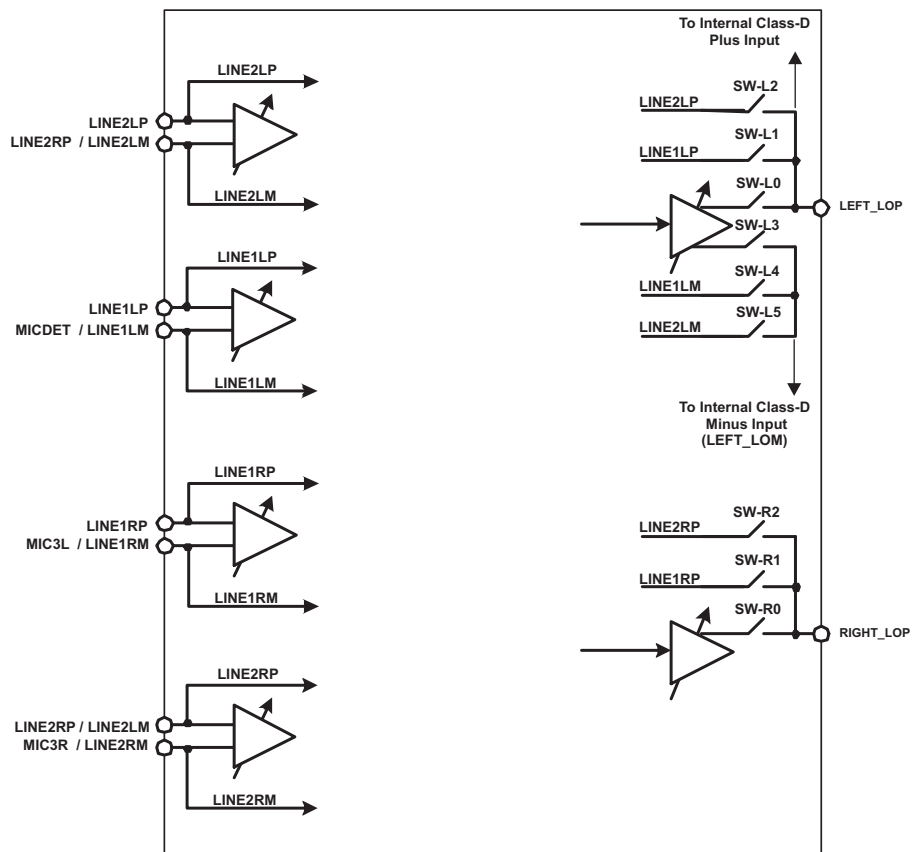 To Internal Class-D
Plus Input
LINE2LP
SW-L2
LINE2LP
LINE2LP
LINE2RP / LINE2LM
SW-L1
LINE1LP
SW-L0
LINE2LM
LEFT_LOP
SW-L3
LINE1LP
SW-L4
LINE1LM
LINE1LP
MICDET / LINE1LM
SW-L5
LINE2LM
LINE1LM
To Internal Class-D
Minus Input
(LEFT_LOM)
LINE1RP
SW-R2
LINE2RP
LINE1RP
MIC3L / LINE1RM
SW-R1
LINE1RP
LINE1RM
SW-R0
RIGHT_LOP
LINE2RP
LINE2RP / LINE2LM
MIC3R / LINE2RM
LINE2RM